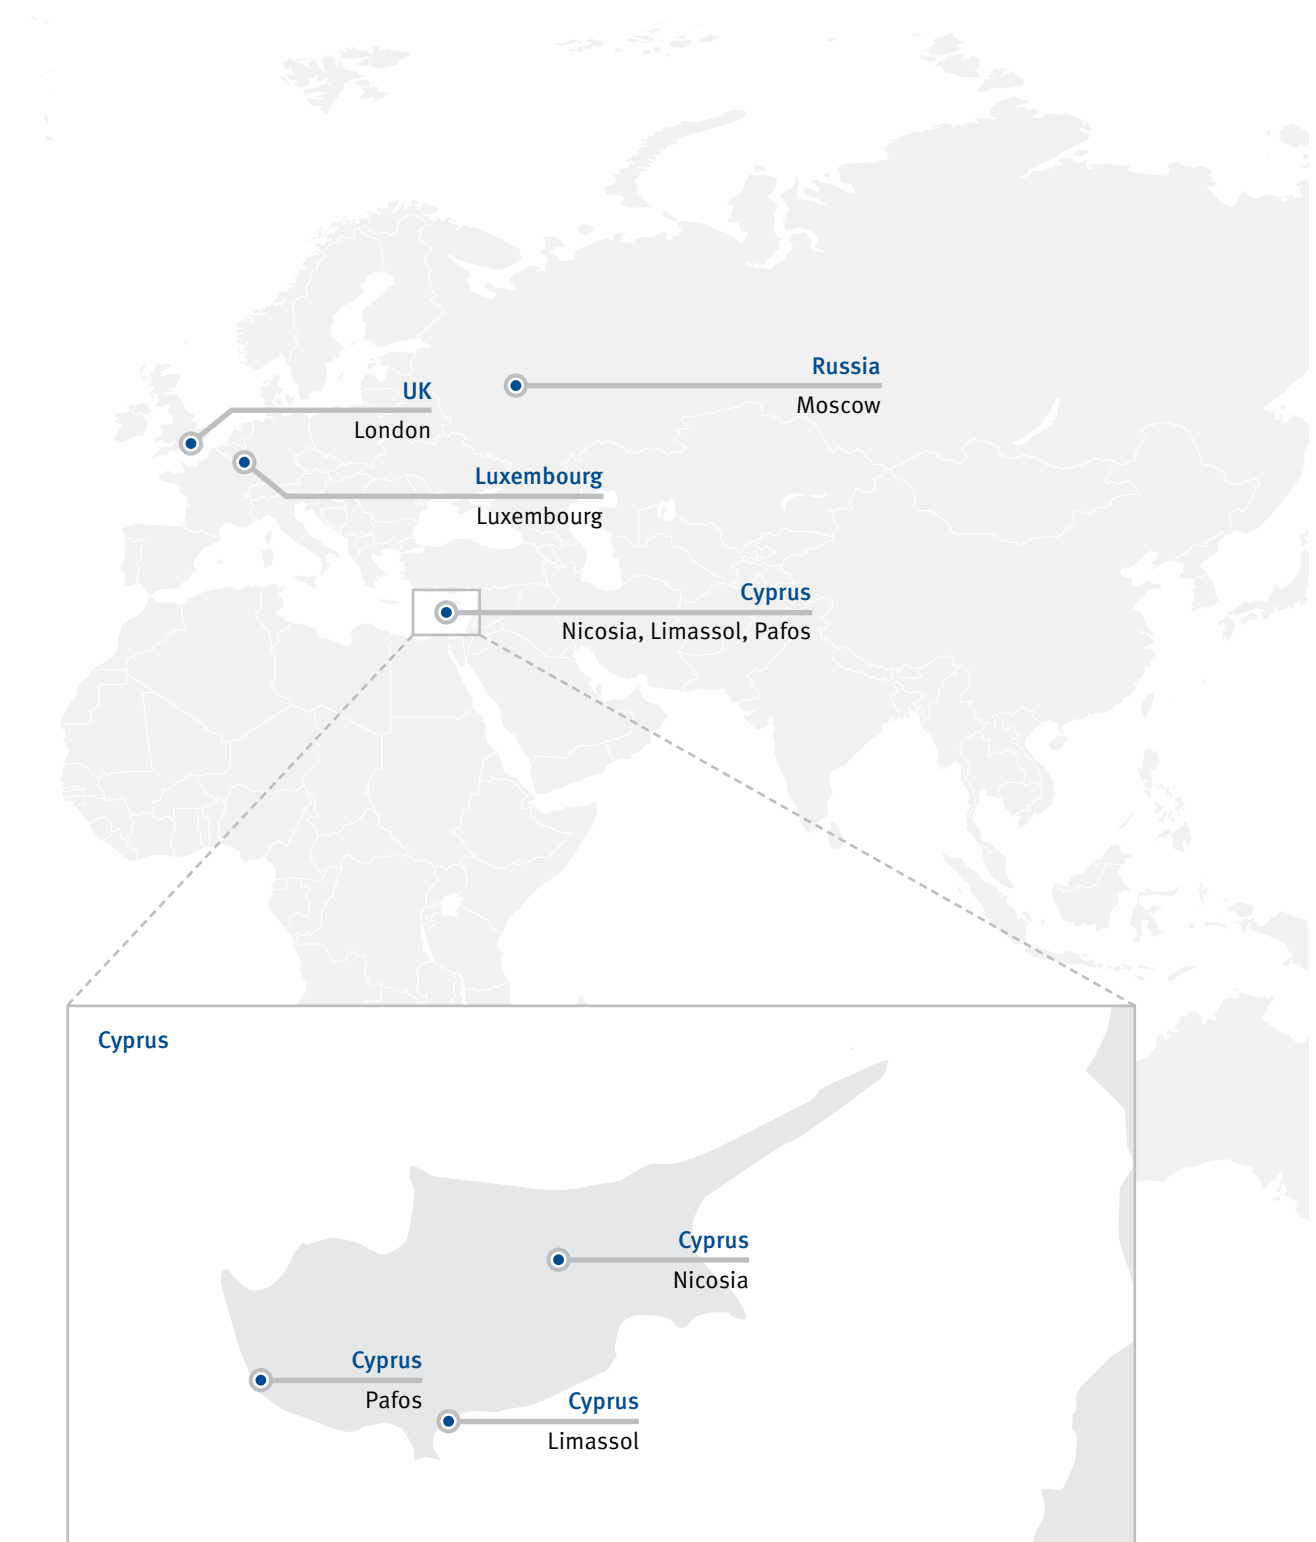 Russia
Moscow
UK
London
Luxembourg
Luxembourg
Cyprus
Nicosia, Limassol, Pafos
Cyprus
Cyprus
Nicosia
Cyprus
Pafos
Cyprus
Limassol